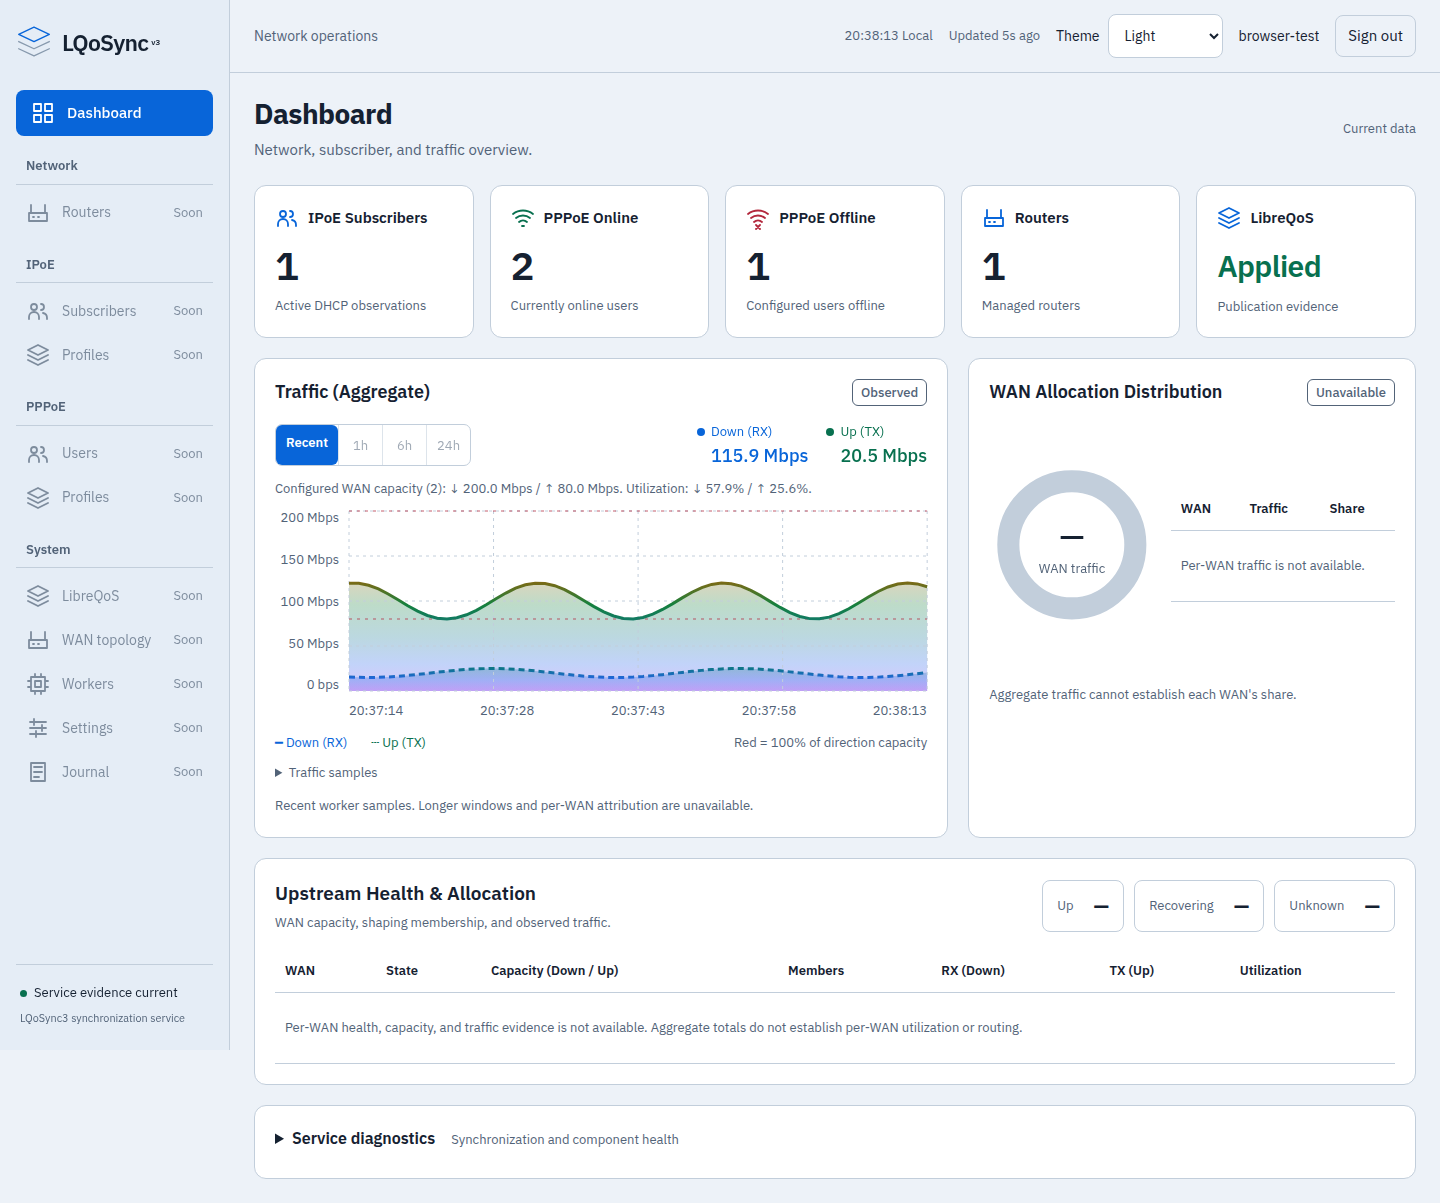 LQoSync v3
Network operations
20:38:13 Local
Updated 5s ago
Theme
Light
browser-test
Sign out
Dashboard
Network
Routers Soon
IPoE
Subscribers Soon
Profiles Soon
PPPoE
Users Soon
Profiles Soon
System
LibreQoS Soon
WAN topology Soon
Workers Soon
Settings Soon
Journal Soon
Service evidence current
LQoSync3 synchronization service
Dashboard
Network, subscriber, and traffic overview.
Current data
IPoE Subscribers
1
Active DHCP observations
PPPoE Online
2
Currently online users
PPPoE Offline
1
Configured users offline
Routers
1
Managed routers
LibreQoS
Applied
Publication evidence
Traffic (Aggregate)
Observed
Recent 1h 6h 24h
Down (RX)
115.9 Mbps
Up (TX)
20.5 Mbps
Configured WAN capacity (2): ↓ 200.0 Mbps / ↑ 80.0 Mbps. Utilization: ↓ 57.9% / ↑ 25.6%.
200 Mbps
150 Mbps
100 Mbps
50 Mbps
0 bps
20:37:14 20:37:28 20:37:43 20:37:58 20:38:13
Down (RX) Up (TX)
Red = 100% of direction capacity
Traffic samples
Recent worker samples. Longer windows and per-WAN attribution are unavailable.
WAN Allocation Distribution
Unavailable
—
WAN traffic
WAN Traffic Share
Per-WAN traffic is not available.
Aggregate traffic cannot establish each WAN's share.
Upstream Health & Allocation
WAN capacity, shaping membership, and observed traffic.
Up —
Recovering —
Unknown —
WAN State Capacity (Down / Up) Members RX (Down) TX (Up) Utilization
Per-WAN health, capacity, and traffic evidence is not available. Aggregate totals do not establish per-WAN utilization or routing.
Service diagnostics Synchronization and component health